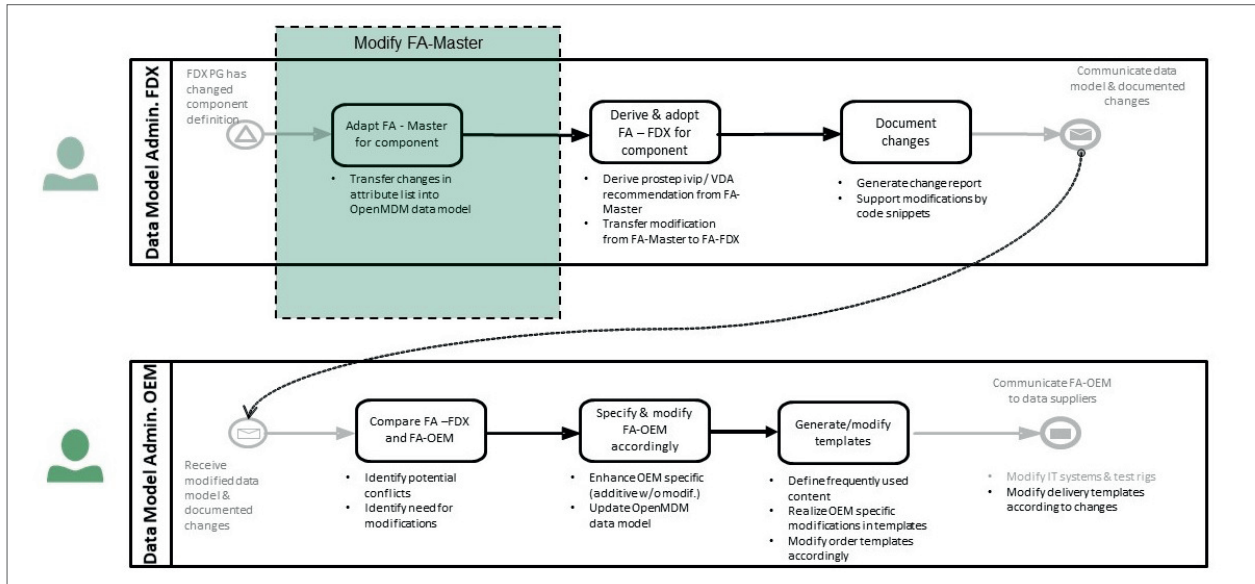 Modify FA-Master
Data Model Admin. FDX
FDX PG has
changed
component
definition
Adapt FA - Master
for component
• Transfer changes in
attribute list into
OpenMDM data model
Derive & adopt
FA – FDX for
component
• Derive prostep ivip / VDA
recommendation from FA-
Master
• Transfer modification
from FA-Master to FA-FDX
Document
changes
• Generate change report
• Support modifications by
code snippets
Communicate data
model & documented
changes
Data Model Admin. OEM
Receive
modified data
model &
documented
changes
Compare FA –FDX
and FA-OEM
• Identify potential
conflicts
• Identify need for
modifications
Specify & modify
FA-OEM
accordingly
• Enhance OEM specific
(additive w/o modif.)
• Update OpenMDM
data model
Generate/modify
templates
• Define frequently used
content
• Realize OEM specific
modifications in templates
• Modify order templates
accordingly
Communicate FA-OEM
to data suppliers
• Modify IT systems & test rigs
• Modify delivery templates
according to changes